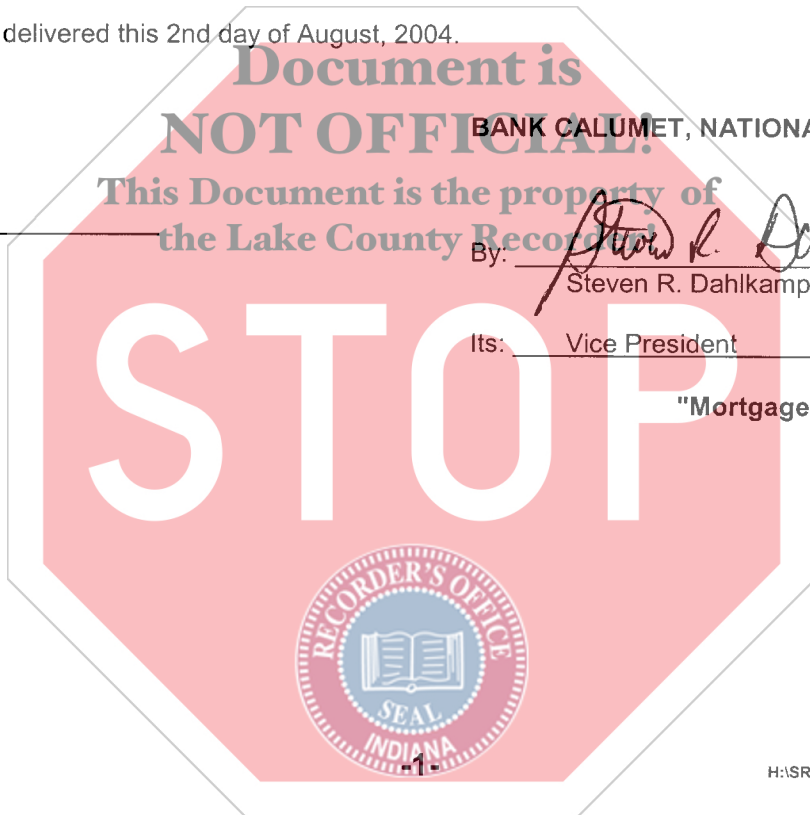 delivered this 2nd day of August, 2004.
Document is
NOT OFFICIAL!
BANK CALUMET, NATIONA
This Document is the property of
the Lake County Recorder!
By: Steven R. Da
Steven R. Dahlkamp
Its: Vice President
"Mortgage
STOP
RECORDER'S OFFICE
SEAL
INDIANA
-1-
H:\SR